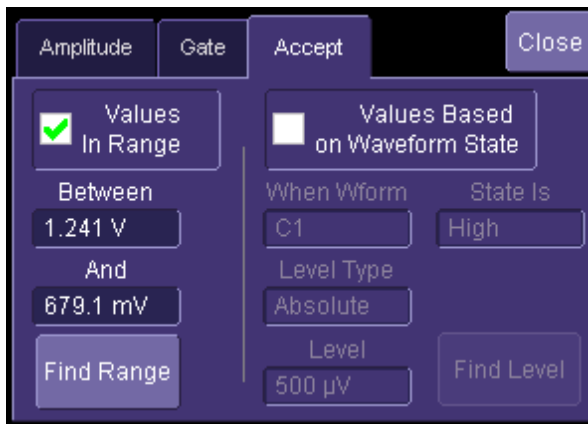 Amplitude
Gate
Accept
Close
Values
In Range
Between
1.241 V
And
679.1 mV
Find Range
Values Based
on Waveform State
When Wform
State Is
C1
High
Level Type
Absolute
Level
500 µV
Find Level